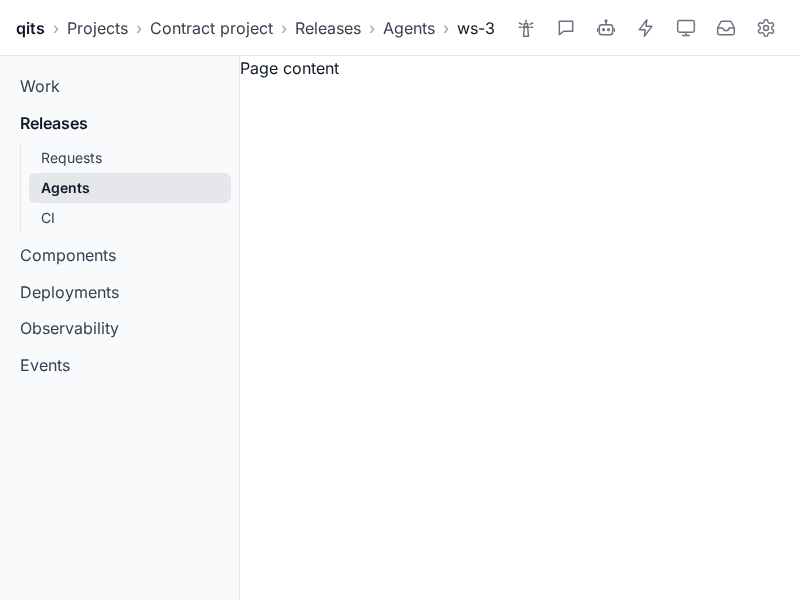 qits › Projects › Contract project › Releases › Agents › ws-3
Work
Releases
Requests
Agents
CI
Components
Deployments
Observability
Events
Page content